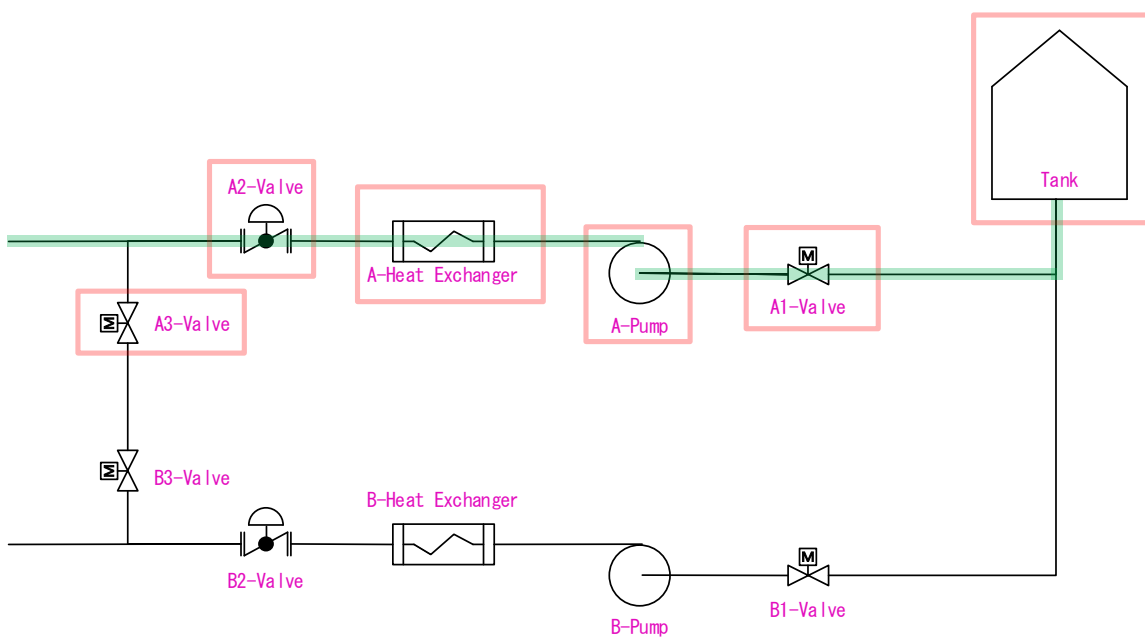 Tank
A2-Valve
A-Heat Exchanger
A1-Valve
A-Pump
M
M
A3-Valve
M
B3-Valve
B-Heat Exchanger
B2-Valve
M
B1-Valve
B-Pump